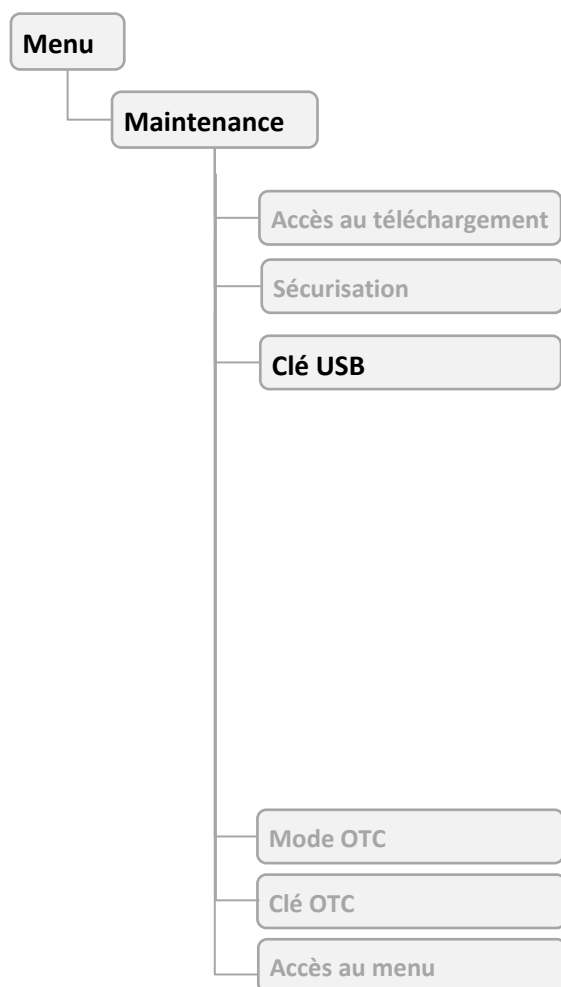 Menu
Maintenance
Accès au téléchargement
Sécurisation
Clé USB
Mode OTC
Clé OTC
Accès au menu